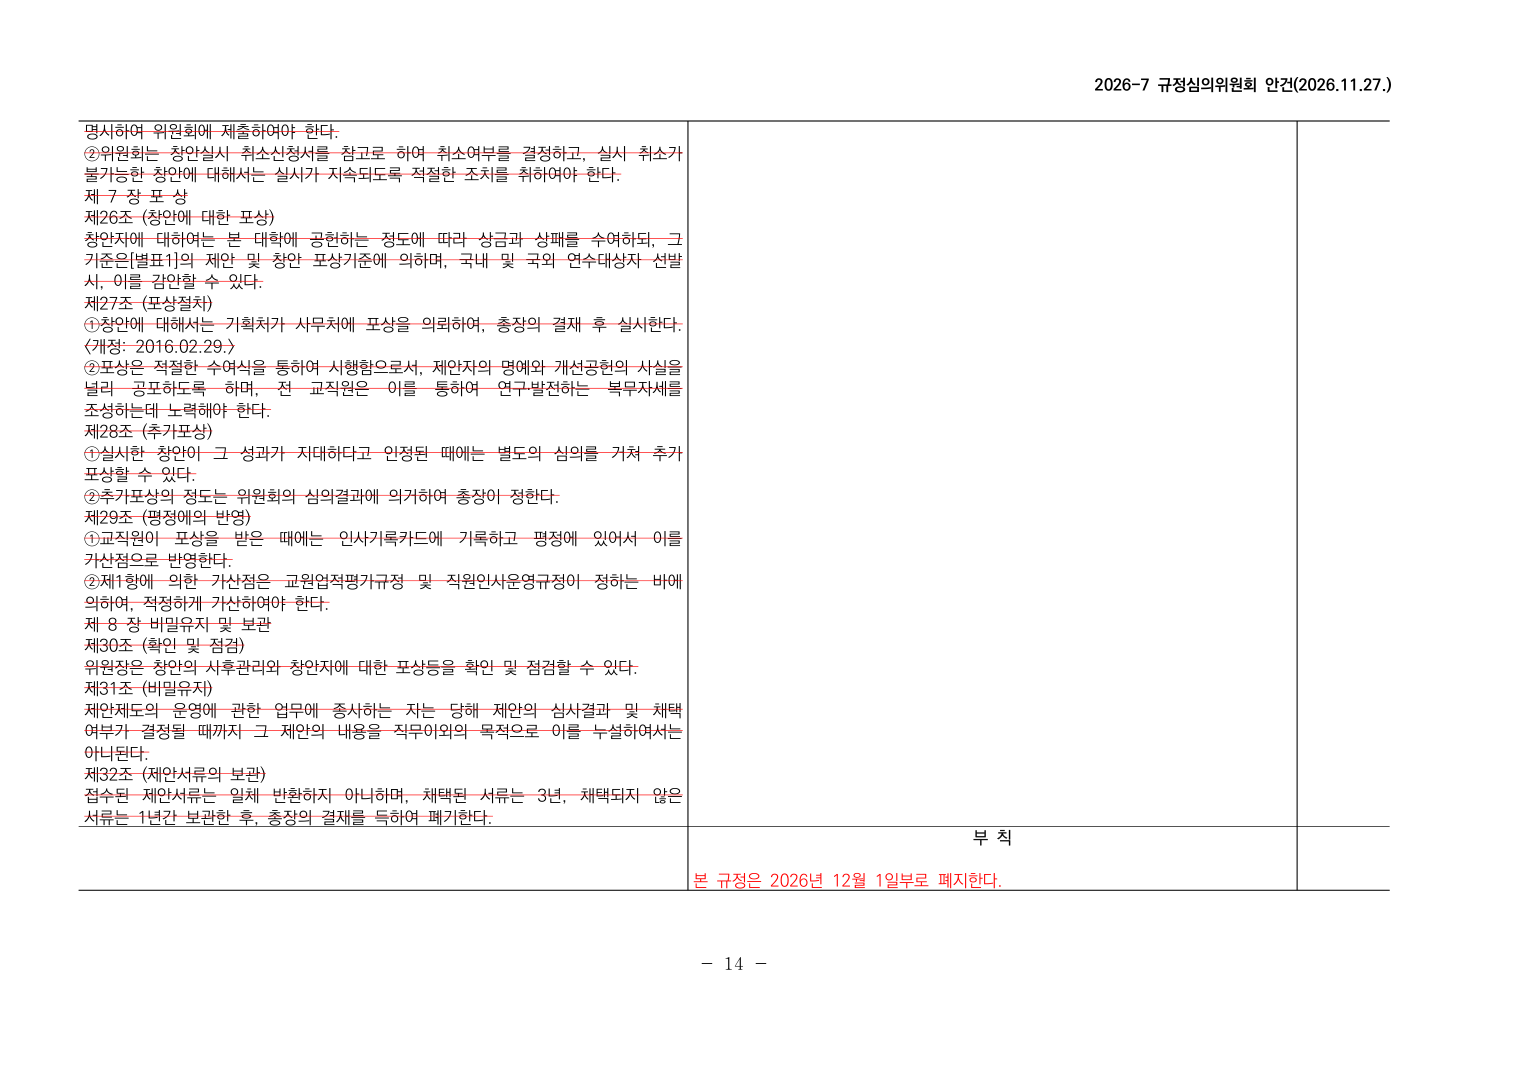 2026-7 규정심의위원회 안건(2026.11.27.)
명시하여 위원회에 제출하여야 한다.
②위원회는 창안실시 취소신청서를 참고로 하여 취소여부를 결정하고, 실시 취소가
불가능한 창안에 대해서는 실시가 지속되도록 적절한 조치를 취하여야 한다.
제 7 장 포 상
제26조 (창안에 대한 포상)
창안자에 대하여는 본 대학에 공헌하는 정도에 따라 상금과 상패를 수여하되, 그
기준은[별표1]의 제안 및 창안 포상기준에 의하며, 국내 및 국외 연수대상자 선발
시, 이를 감안할 수 있다.
제27조 (포상절차)
①창안에 대해서는 기획처가 사무처에 포상을 의뢰하여, 총장의 결재 후 실시한다.
<개정: 2016.02.29.>
②포상은 적절한 수여식을 통하여 시행함으로서, 제안자의 명예와 개선공헌의 사실을
널리 공포하도록 하며, 전 교직원은 이를 통하여 연구·발전하는 복무자세를
조성하는데 노력해야 한다.
제28조 (추가포상)
①실시한 창안이 그 성과가 지대하다고 인정된 때에는 별도의 심의를 거쳐 추가
포상할 수 있다.
②추가포상의 정도는 위원회의 심의결과에 의거하여 총장이 정한다.
제29조 (평정에의 반영)
①교직원이 포상을 받은 때에는 인사기록카드에 기록하고 평정에 있어서 이를
가산점으로 반영한다.
②제1항에 의한 가산점은 교원업적평가규정 및 직원인사운영규정이 정하는 바에
의하여, 적정하게 가산하여야 한다.
제 8 장 비밀유지 및 보관
제30조 (확인 및 점검)
위원장은 창안의 사후관리와 창안자에 대한 포상등을 확인 및 점검할 수 있다.
제31조 (비밀유지)
제안제도의 운영에 관한 업무에 종사하는 자는 당해 제안의 심사결과 및 채택
여부가 결정될 때까지 그 제안의 내용을 직무이외의 목적으로 이를 누설하여서는
아니된다.
제32조 (제안서류의 보관)
접수된 제안서류는 일체 반환하지 아니하며, 채택된 서류는 3년, 채택되지 않은
서류는 1년간 보관한 후, 총장의 결재를 득하여 폐기한다.
부 칙
본 규정은 2026년 12월 1일부로 폐지한다.
- 14 -